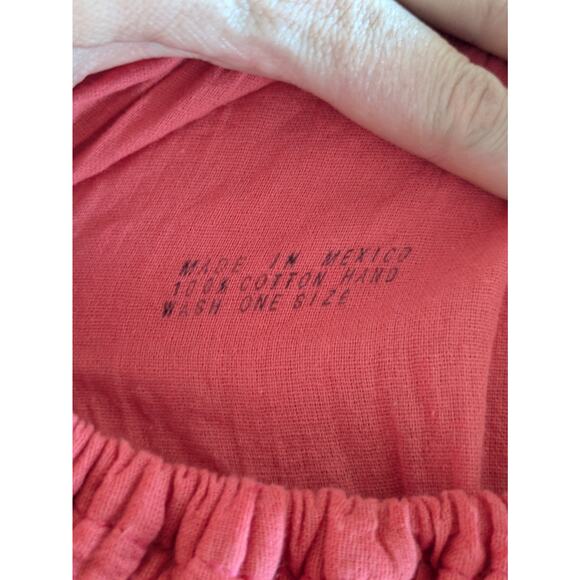 MADE IN MEXICO
100% COTTON HAND
WASH ONE SIZE